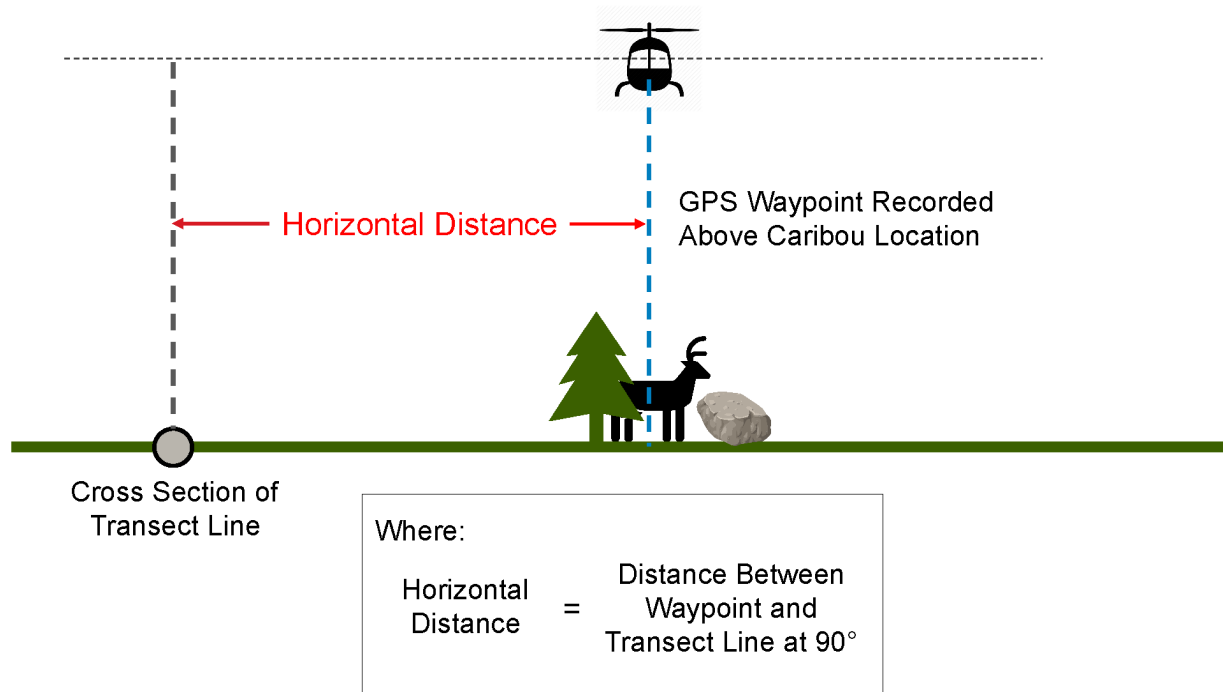 Horizontal Distance
GPS Waypoint Recorded
Above Caribou Location
Cross Section of
Transect Line
Where:
Horizontal
Distance
=
Distance Between
Waypoint and
Transect Line at 90°